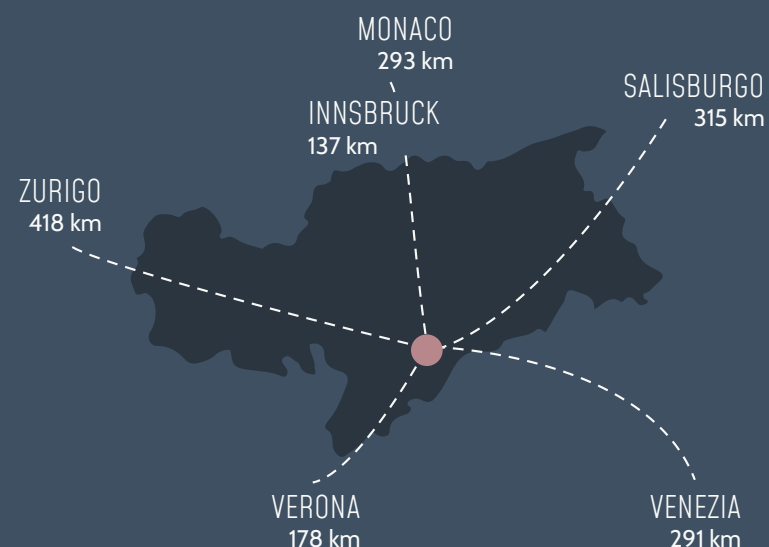 MONACO
293 km
SALISBURGO
315 km
INNSBRUCK
137 km
ZURIGO
418 km
VERONA
178 km
VENEZIA
291 km